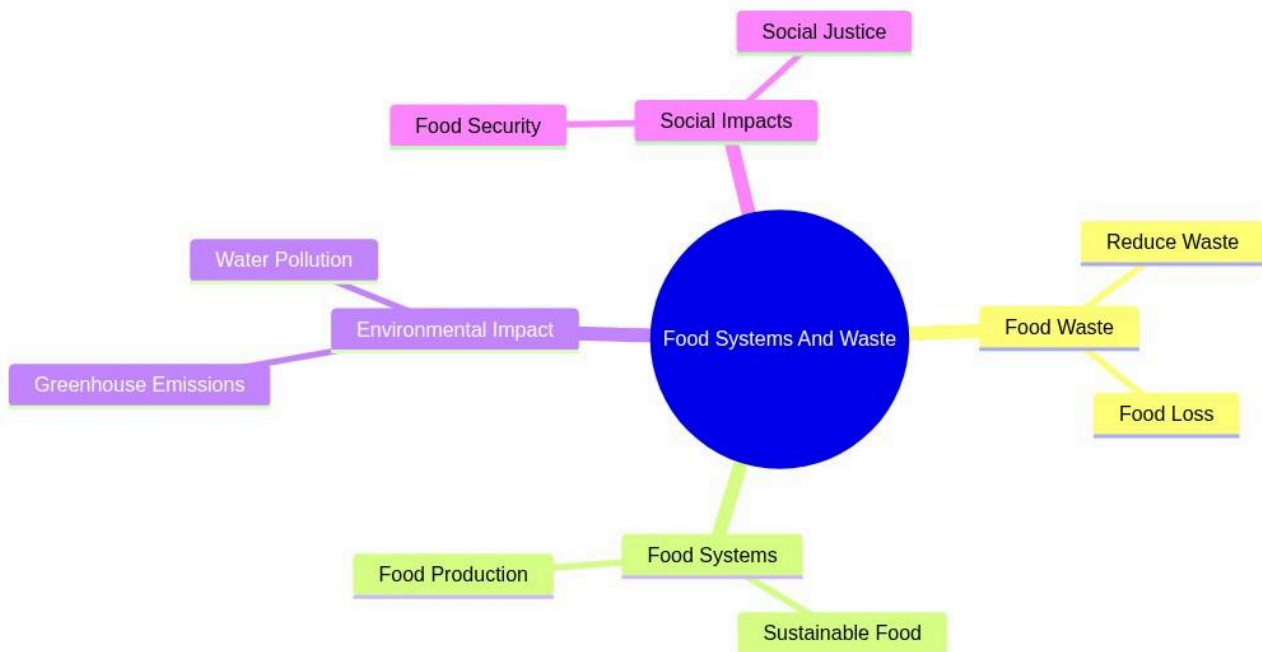 Social Justice
Social Impacts
Food Security
Reduce Waste
Water Pollution
Food Waste
Environmental Impact
Food Systems And Waste
Greenhouse Emissions
Food Loss
Food Systems
Food Production
Sustainable Food